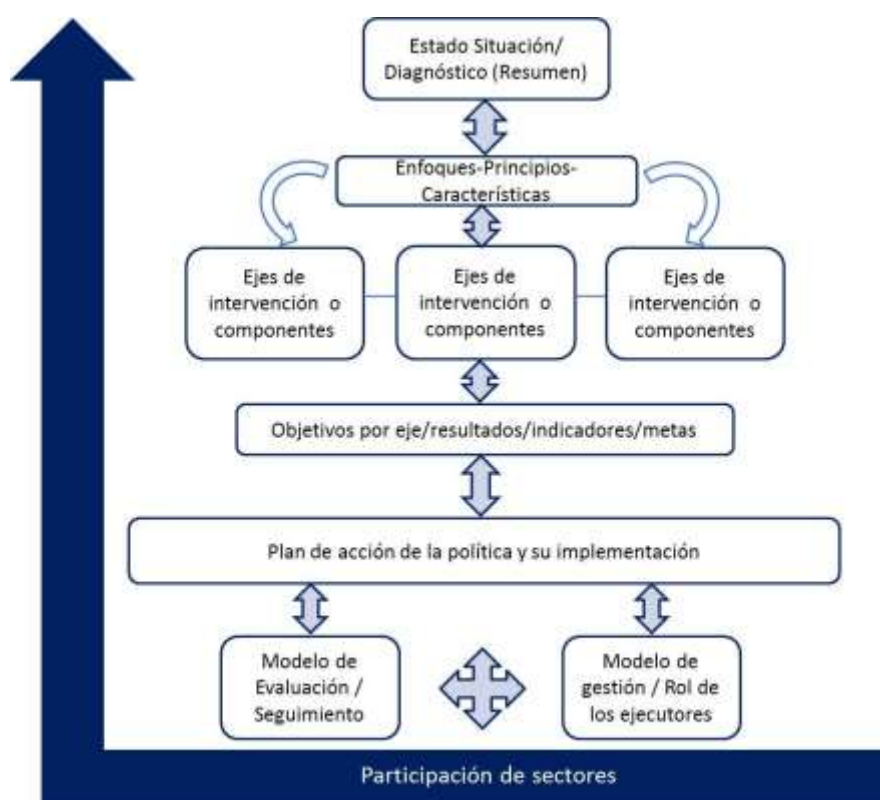 Estado Situación/
Diagnóstico (Resumen)
Enfoques-Principios-
Características
Ejes de
intervención o
componentes
Ejes de
intervención o
componentes
Ejes de
intervención o
componentes
Objetivos por eje/resultados/indicadores/metas
Plan de acción de la política y su implementación
Modelo de
Evaluación /
Seguimiento
Modelo de
gestión / Rol de
los ejecutores
Participación de sectores